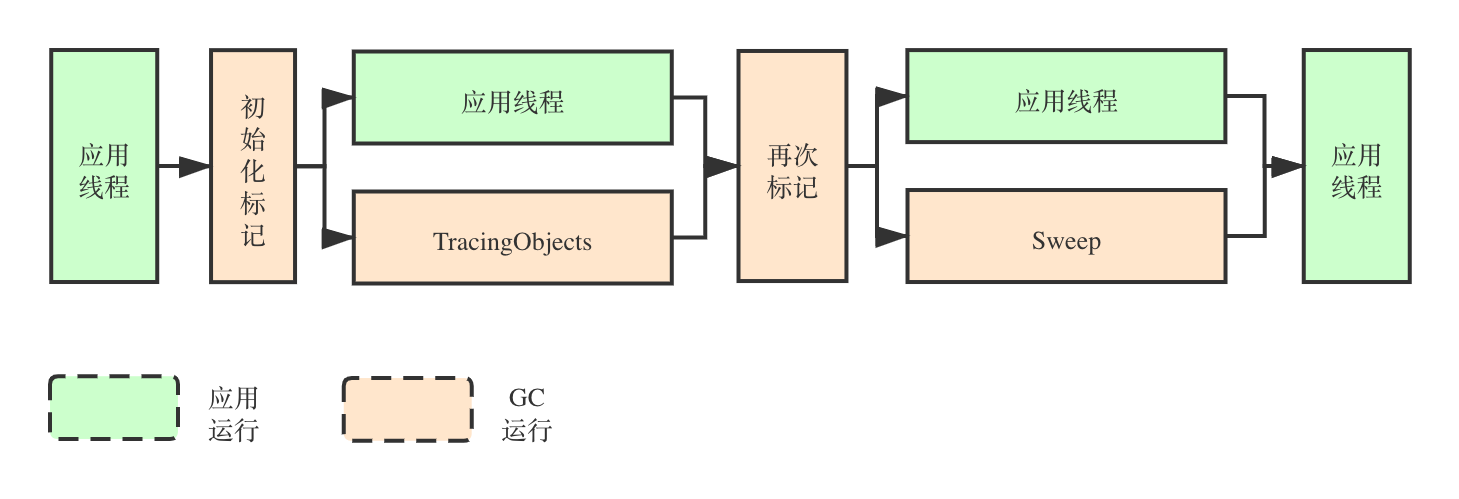 应用
线程
初
始
化
标
记
应用线程
TracingObjects
再次
标记
应用线程
Sweep
应用
线程
应用
运行
GC
运行